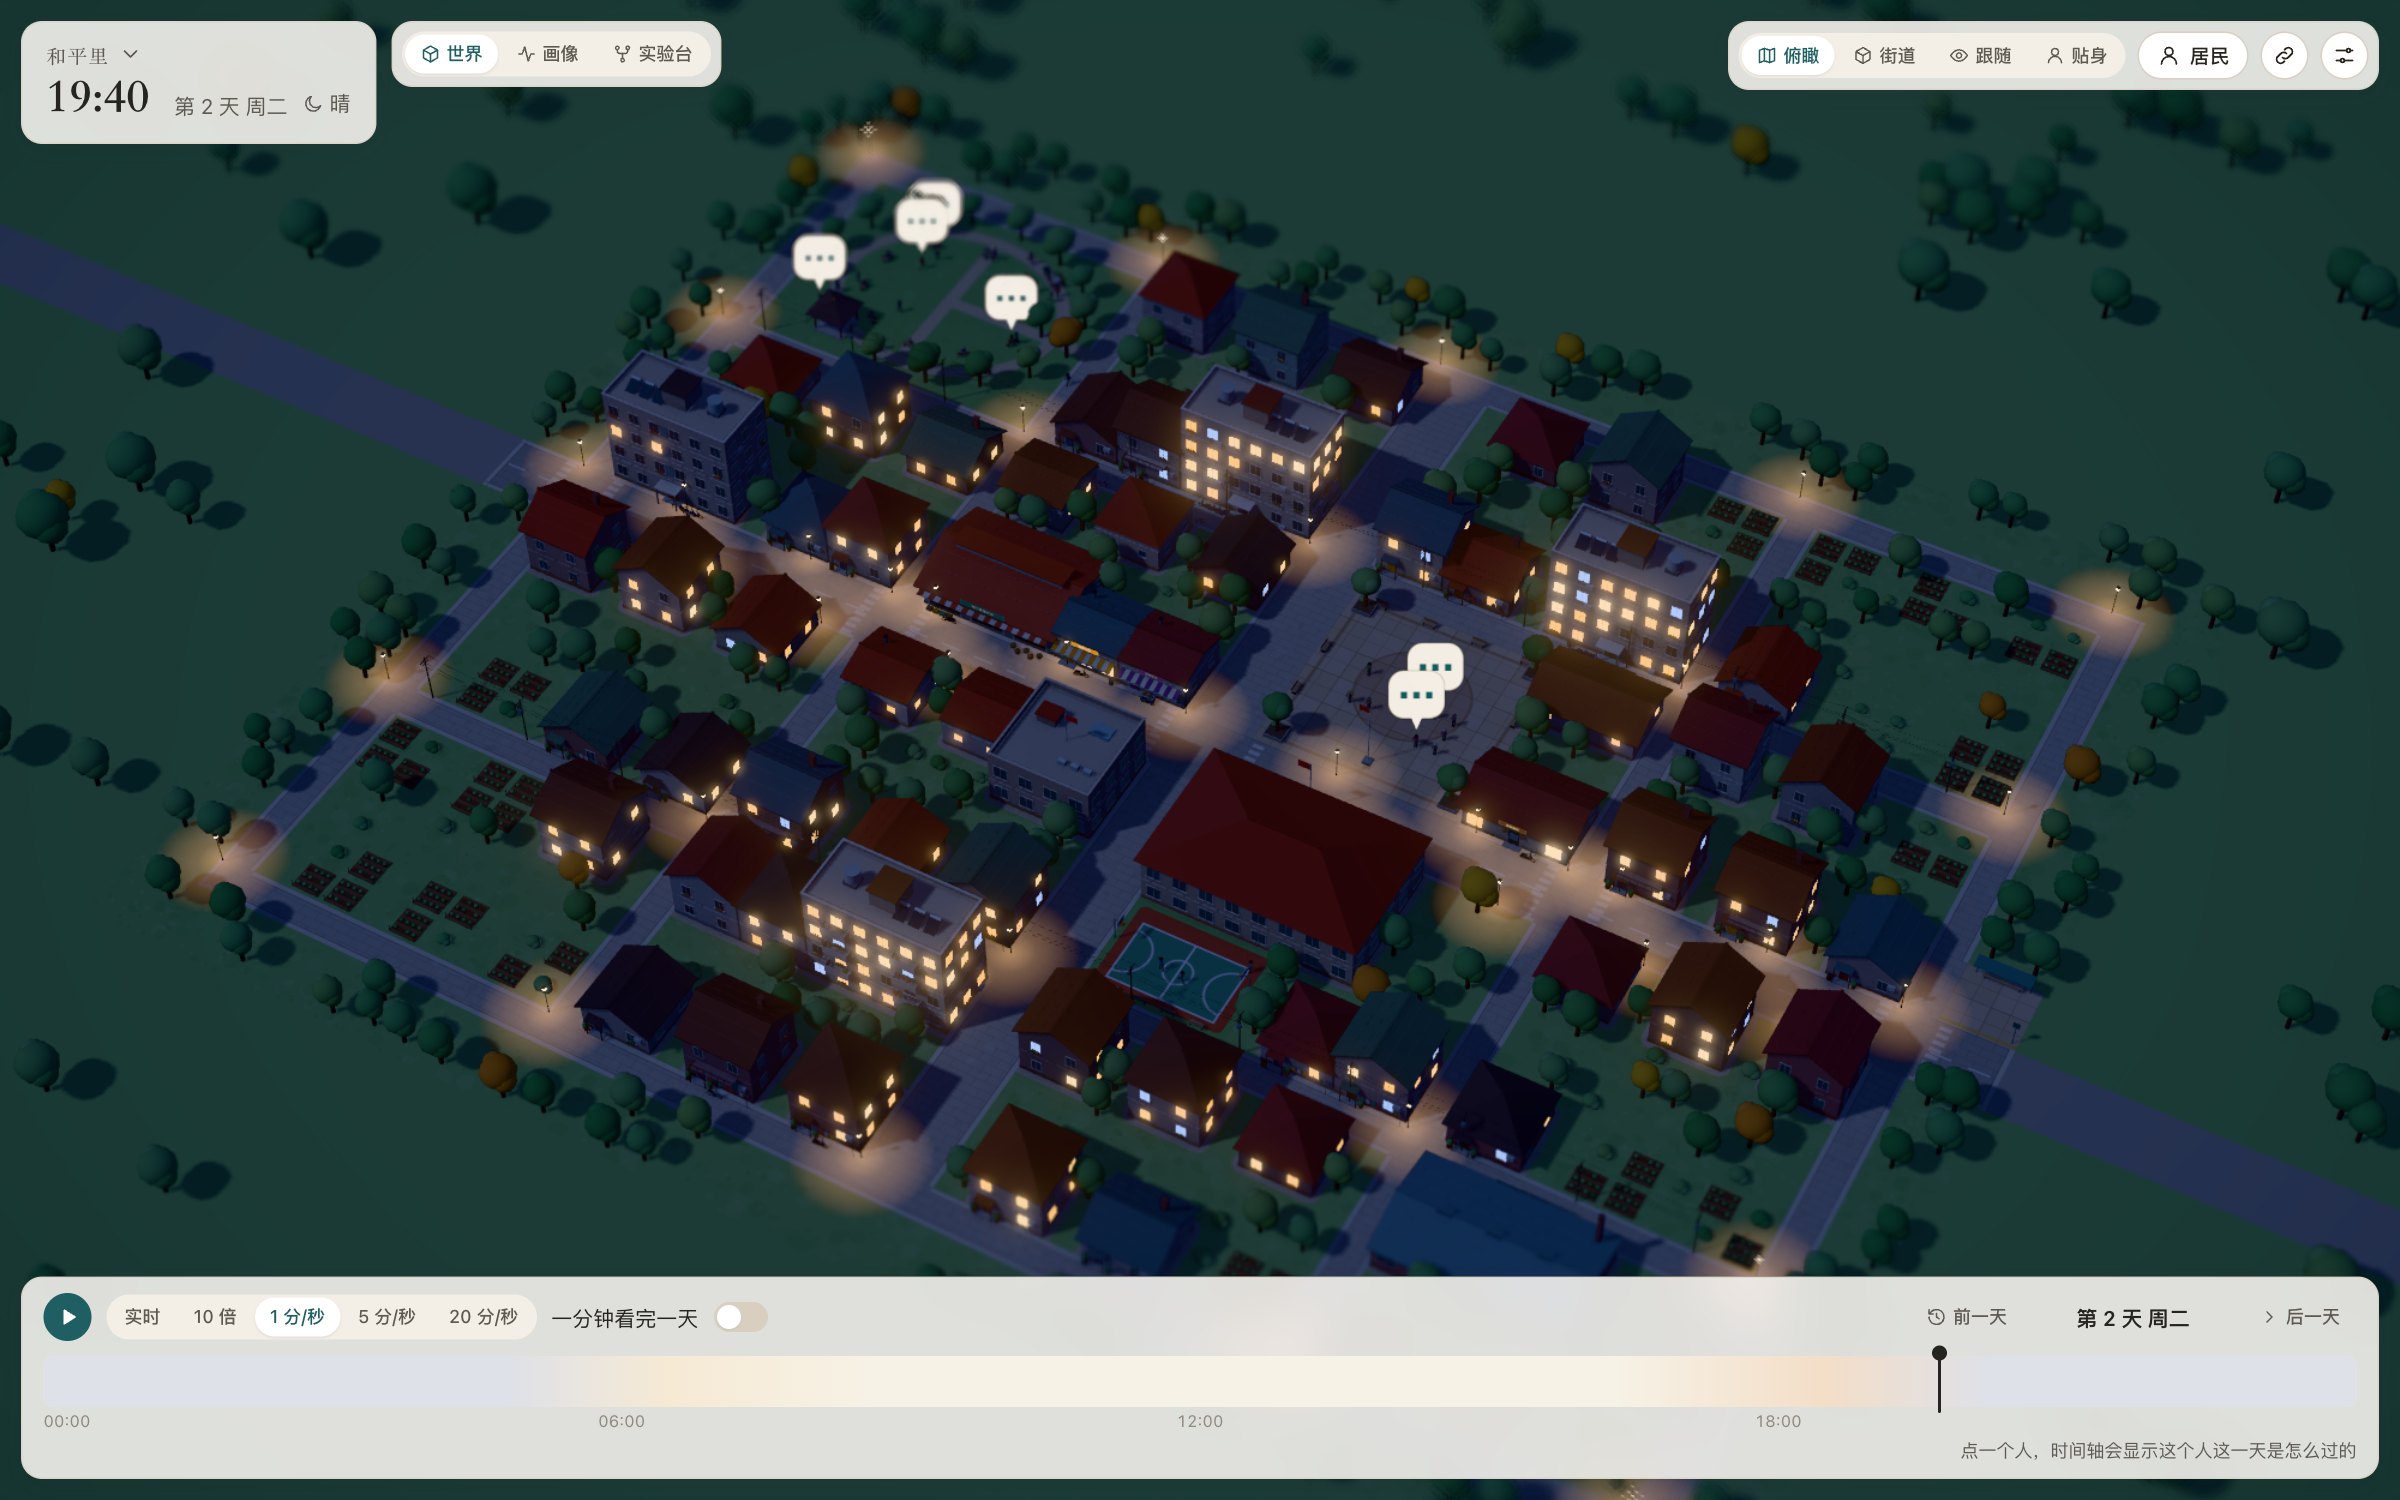 和平里
19:40 第 2 天 周二 晴
世界 画像 实验台
俯瞰 街道 跟随 贴身 居民
实时 10 倍 1 分/秒 5 分/秒 20 分/秒 一分钟看完一天
前一天 第 2 天 周二 后一天
00:00 06:00 12:00 18:00
点一个人，时间轴会显示这个人这一天是怎么过的